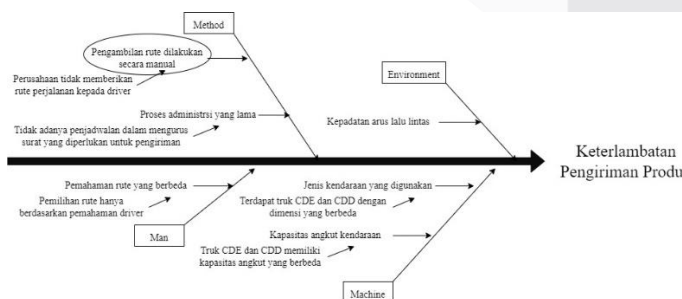 Method
Pengambilan rute dilakukan
secara manual
Perusahaan tidak memberikan
rute perjalanan kepada driver
Proses administrsi yang lama
Tidak adanya penjadwalan dalam mengurus
surat yang diperlukan untuk pengiriman
Environment
Kepadatan arus lalu lintas
Keterlambatan
Pengiriman Produ
Pemahaman rute yang berbeda
Pemilihan rute hanya
berdasarkan pemahaman driver
Man
Jenis kendaraan yang digunakan
Terdapat truk CDE dan CDD dengan
dimensi yang berbeda
Kapasitas angkut kendaraan
Truk CDE dan CDD memiliki
kapasitas angkut yang berbeda
Machine